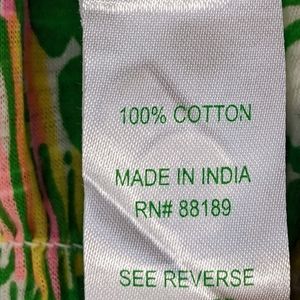 100% COTTON
MADE IN INDIA
RN# 88189
SEE REVERSE